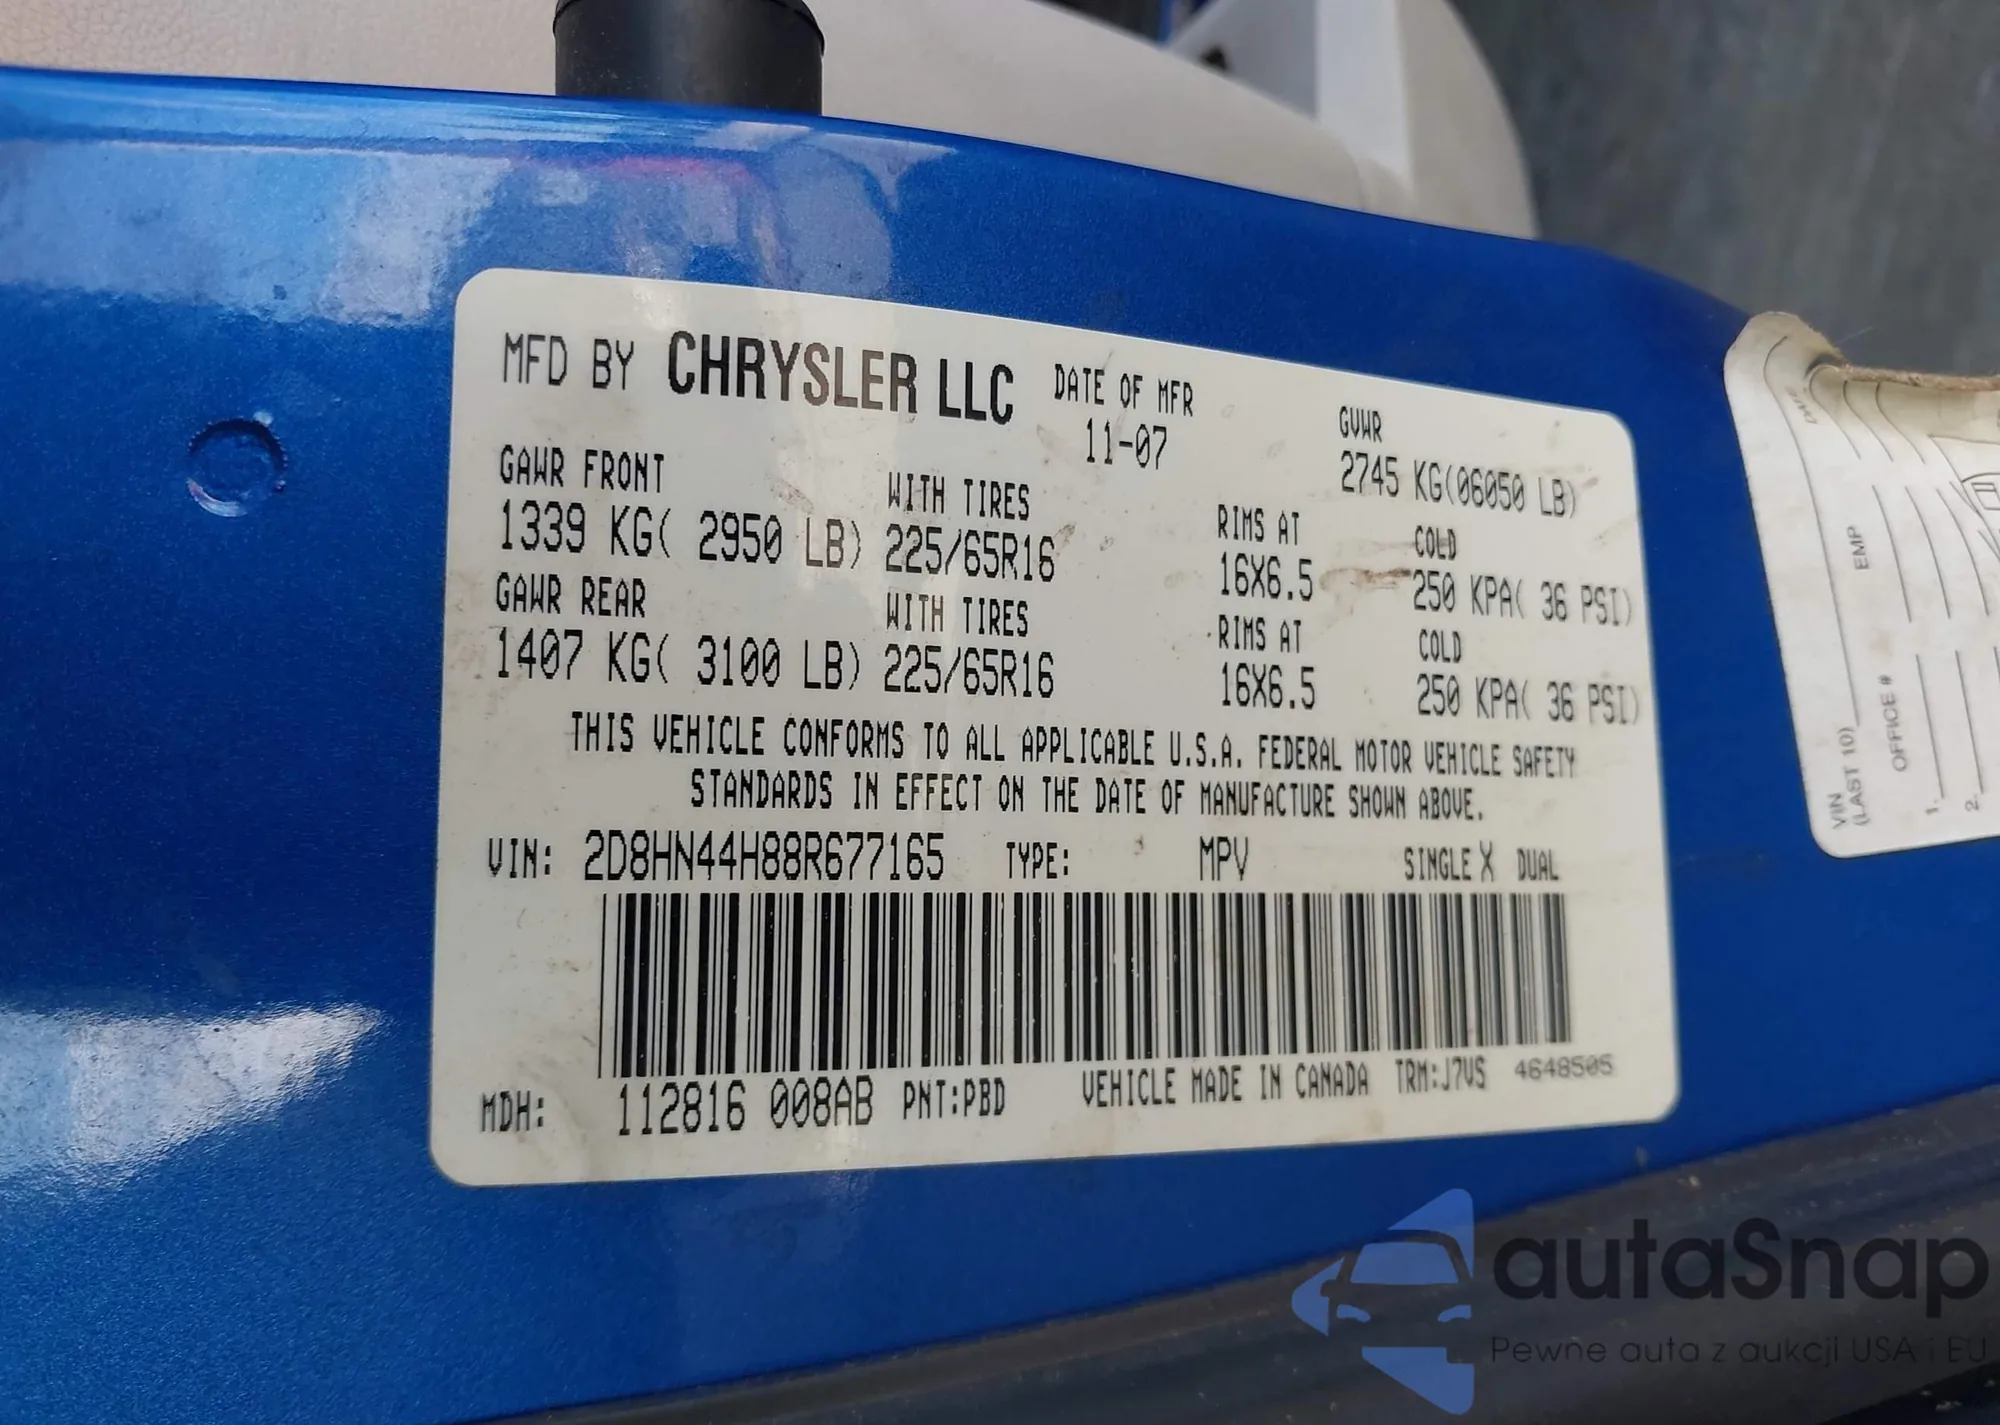 MFD BY CHRYSLER LLC DATE OF MFR GVWR
11-07 2745 KG(06050 LB)
GAWR FRONT WITH TIRES RIMS AT COLD
1339 KG( 2950 LB) 225/65R16 16X6.5 250 KPA( 36 PSI)
GAWR REAR WITH TIRES RIMS AT COLD
1407 KG( 3100 LB) 225/65R16 16X6.5 250 KPA( 36 PSI)
THIS VEHICLE CONFORMS TO ALL APPLICABLE U.S.A. FEDERAL MOTOR VEHICLE SAFETY
STANDARDS IN EFFECT ON THE DATE OF MANUFACTURE SHOWN ABOVE.
VIN: 2D8HN44H88R677165 TYPE: MPV SINGLE X DUAL
MDH: 112816 008AB PNT:PBD VEHICLE MADE IN CANADA TRM:J7VS 4648505
DATE
EMP
VIN
(LAST 10)
OFFICE #
1.
2.
autaSnap
Pewne auta z aukcji USA i EU